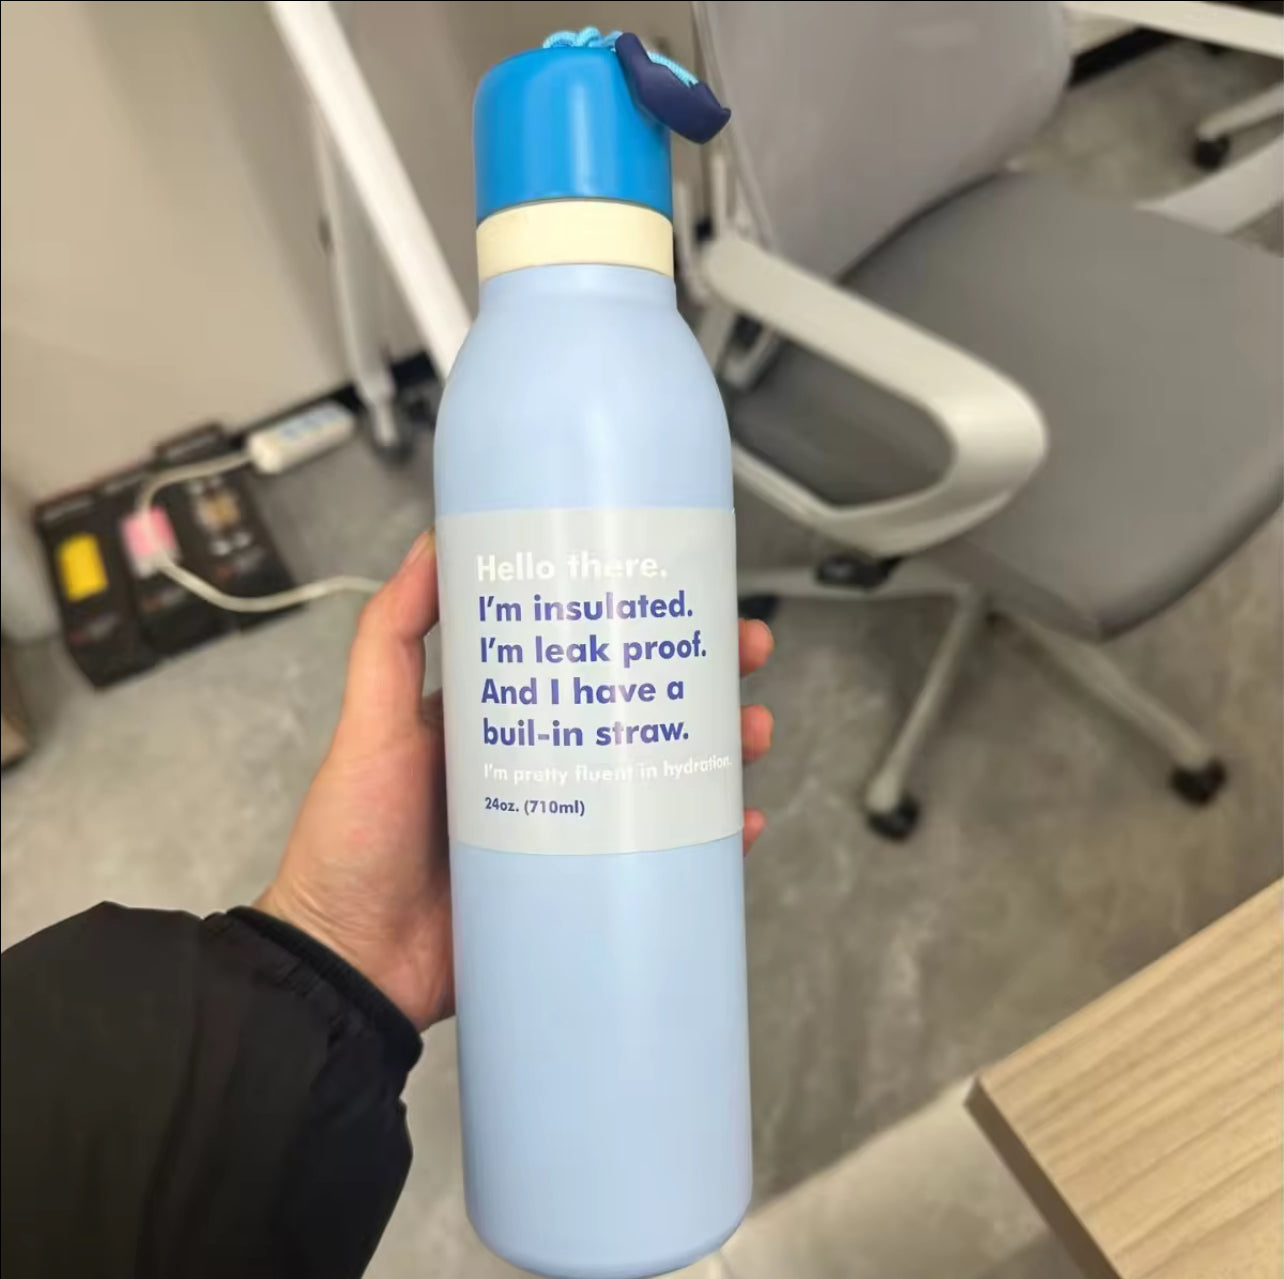 Hello there.
I'm insulated.
I'm leak proof.
And I have a
buil-in straw.
I'm pretty fluent in hydration.
24oz. (710ml)